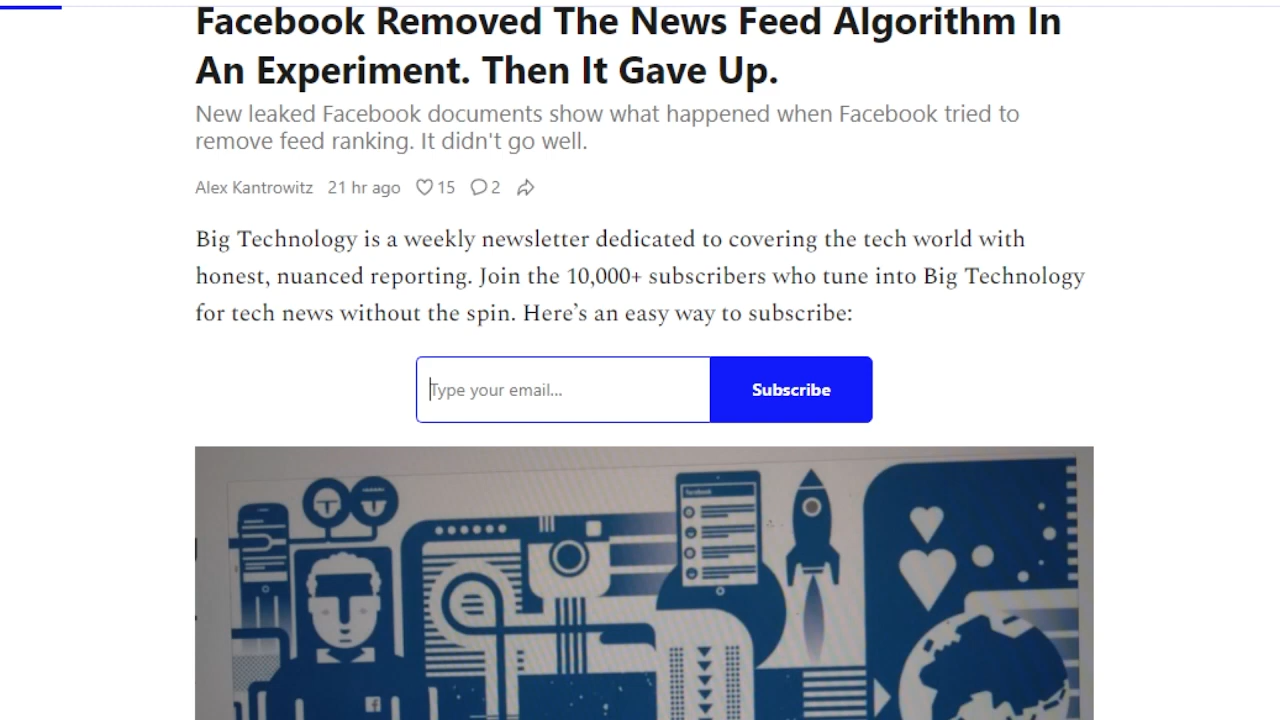 Facebook Removed The News Feed Algorithm In
An Experiment. Then It Gave Up.
New leaked Facebook documents show what happened when Facebook tried to
remove feed ranking. It didn't go well.
Alex Kantrowitz 21 hr ago 15 2
Big Technology is a weekly newsletter dedicated to covering the tech world with
honest, nuanced reporting. Join the 10,000+ subscribers who tune into Big Technology
for tech news without the spin. Here’s an easy way to subscribe:
Type your email... Subscribe
facebook
f